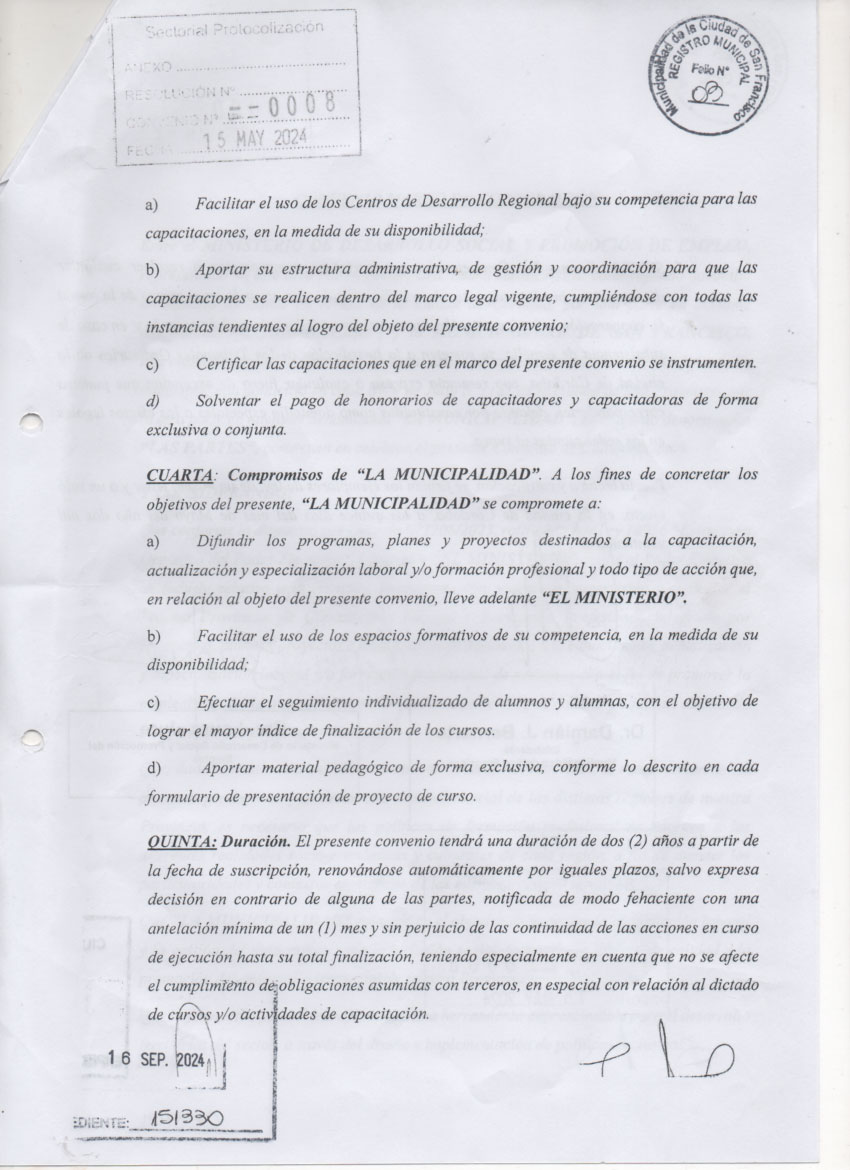 Sectorial Protocolización
ANEXO
RESOLUCIÓN Nº
CONVENIO Nº 0008
FECHA 15 MAY 2024
Municipalidad de la Ciudad de San Francisco
REGISTRO MUNICIPAL
Folio Nº
a) Facilitar el uso de los Centros de Desarrollo Regional bajo su competencia para las
capacitaciones, en la medida de su disponibilidad;
b) Aportar su estructura administrativa, de gestión y coordinación para que las
capacitaciones se realicen dentro del marco legal vigente, cumpliéndose con todas las
instancias tendientes al logro del objeto del presente convenio;
c) Certificar las capacitaciones que en el marco del presente convenio se instrumenten.
d) Solventar el pago de honorarios de capacitadores y capacitadoras de forma
exclusiva o conjunta.
CUARTA: Compromisos de “LA MUNICIPALIDAD”. A los fines de concretar los
objetivos del presente, “LA MUNICIPALIDAD” se compromete a:
a) Difundir los programas, planes y proyectos destinados a la capacitación,
actualización y especialización laboral y/o formación profesional y todo tipo de acción que,
en relación al objeto del presente convenio, lleve adelante “EL MINISTERIO”.
b) Facilitar el uso de los espacios formativos de su competencia, en la medida de su
disponibilidad;
c) Efectuar el seguimiento individualizado de alumnos y alumnas, con el objetivo de
lograr el mayor índice de finalización de los cursos.
d) Aportar material pedagógico de forma exclusiva, conforme lo descrito en cada
formulario de presentación de proyecto de curso.
QUINTA: Duración. El presente convenio tendrá una duración de dos (2) años a partir de
la fecha de suscripción, renovándose automáticamente por iguales plazos, salvo expresa
decisión en contrario de alguna de las partes, notificada de modo fehaciente con una
antelación mínima de un (1) mes y sin perjuicio de las continuidad de las acciones en curso
de ejecución hasta su total finalización, teniendo especialmente en cuenta que no se afecte
el cumplimiento de obligaciones asumidas con terceros, en especial con relación al dictado
de cursos y/o actividades de capacitación.
16 SEP. 2024
EDIENTE: 151330